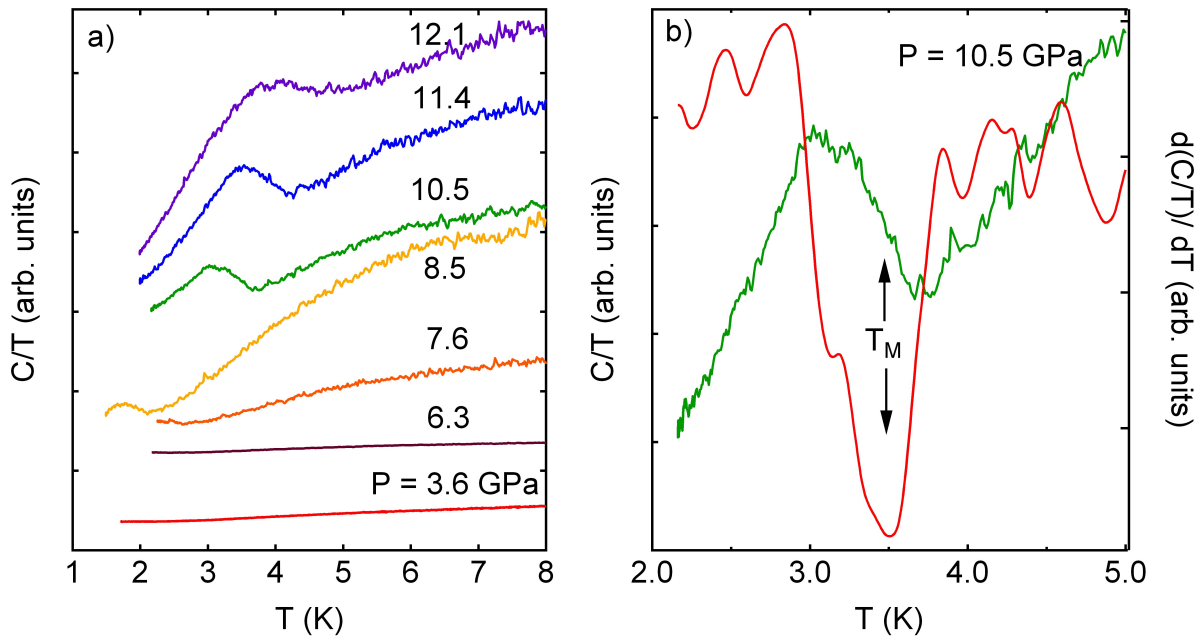 a)
12.1
11.4
10.5
8.5
7.6
6.3
P = 3.6 GPa
C/T (arb. units)
1 2 3 4 5 6 7 8
T (K)
b)
P = 10.5 GPa
T_M
C/T (arb. units)
d(C/T)/ dT (arb. units)
2.0 3.0 4.0 5.0
T (K)